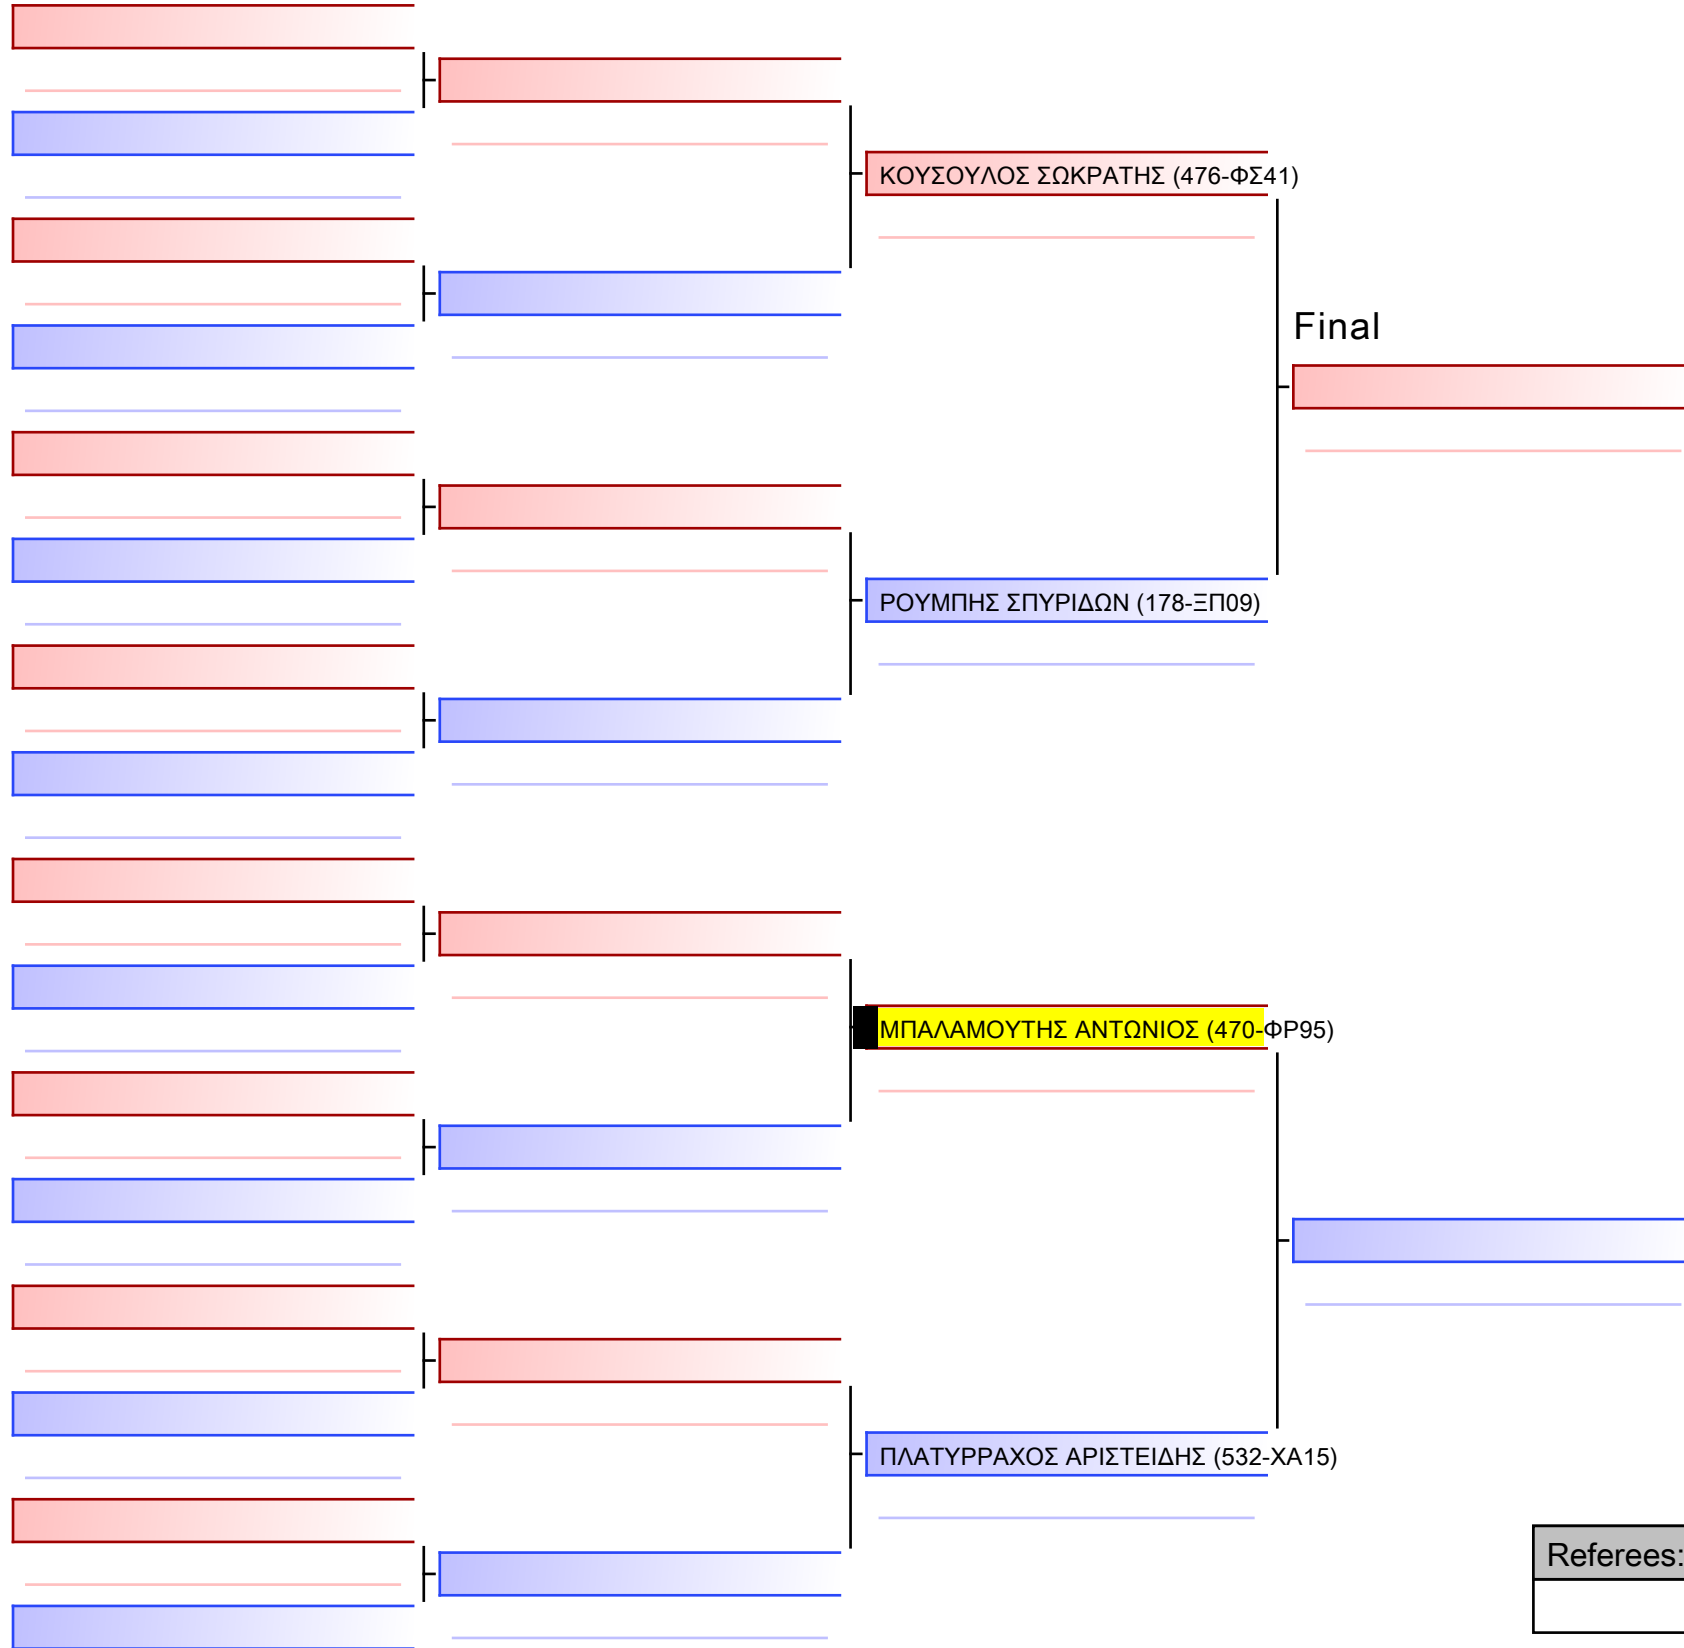 ΚΟΥΣΟΥΛΟΣ ΣΩΚΡΑΤΗΣ (476-ΦΣ41)
Final
ΡΟΥΜΠΗΣ ΣΠΥΡΙΔΩΝ (178-ΞΠ09)
ΜΠΑΛΑΜΟΥΤΗΣ ΑΝΤΩΝΙΟΣ (470-ΦΡ95)
ΠΛΑΤΥΡΡΑΧΟΣ ΑΡΙΣΤΕΙΔΗΣ (532-ΧΑ15)
Referees: